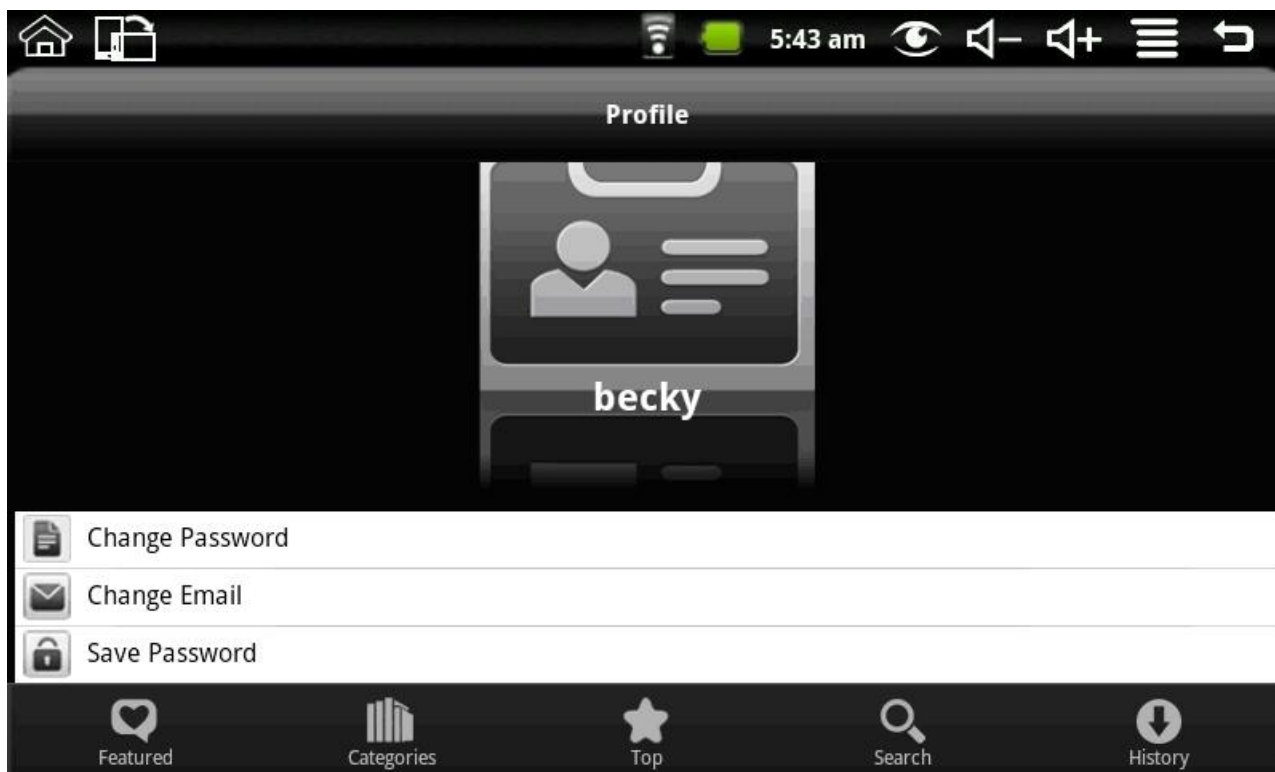 5:43 am
Profile
becky
Change Password
Change Email
Save Password
Featured Categories Top Search History